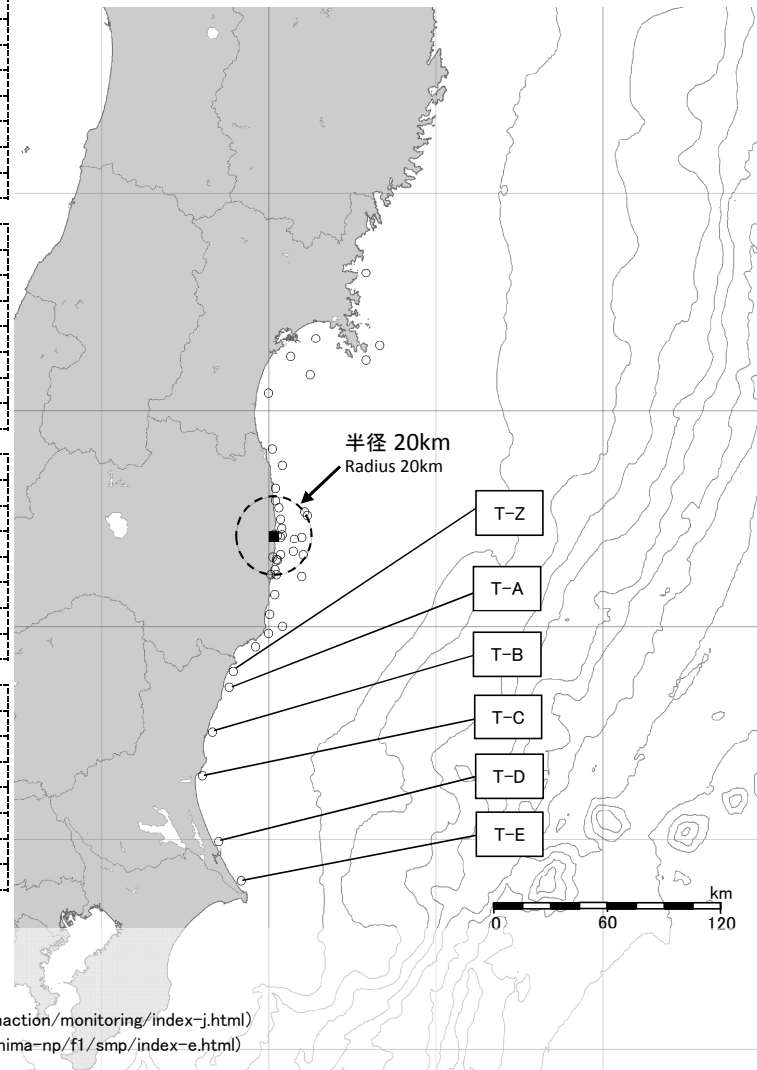 半径 20km
Radius 20km
T-Z
T-A
T-B
T-C
T-D
T-E
km
0 60 120
naction/monitoring/index-j.html)
hima-np/f1/smp/index-e.html)